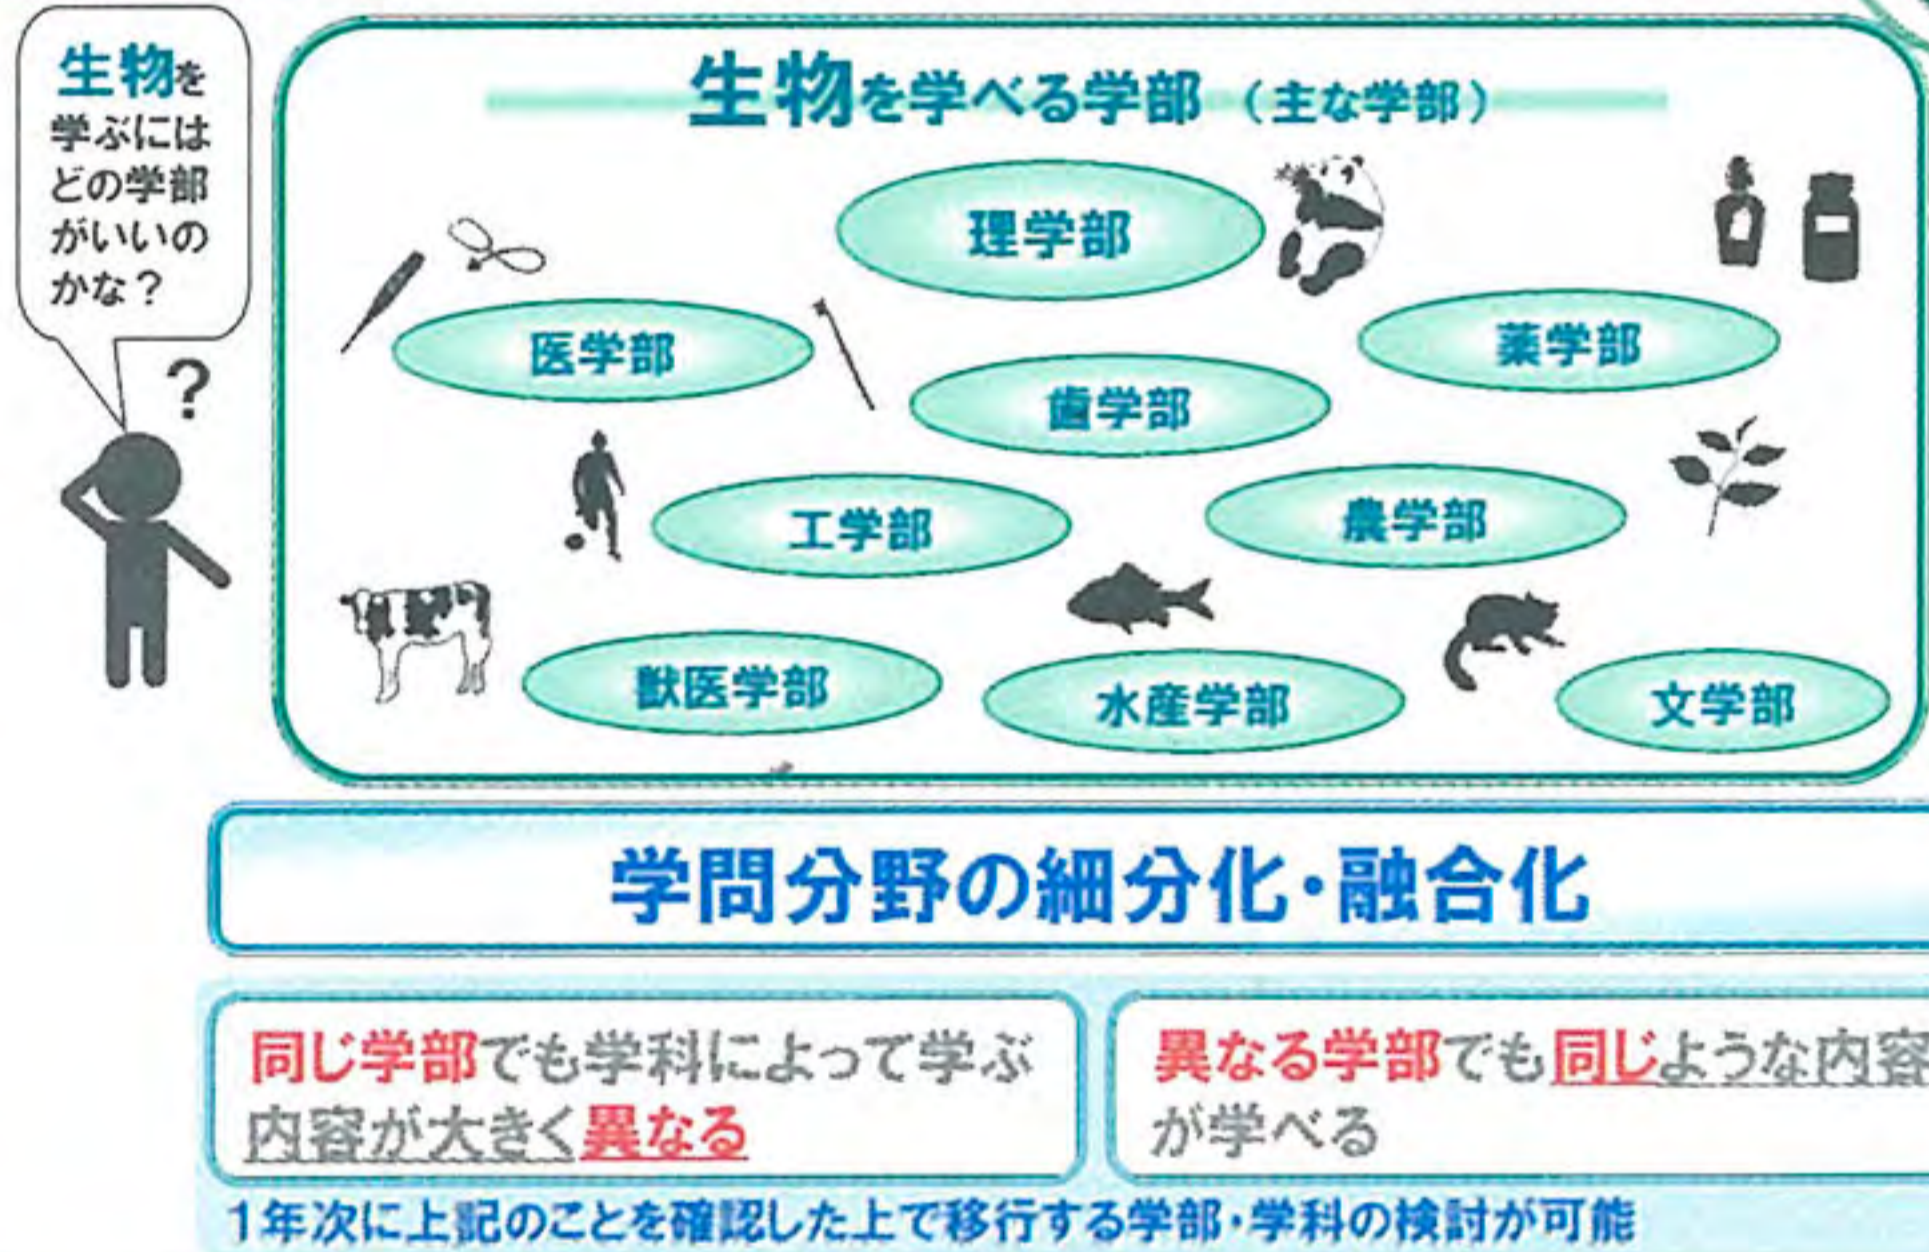 生物を
学ぶには
どの学部
がいいの
かな？
?
生物を学べる学部（主な学部）
理学部
医学部
薬学部
歯学部
工学部
農学部
獣医学部
水産学部
文学部
学問分野の細分化・融合化
同じ学部でも学科によって学ぶ
内容が大きく異なる
異なる学部でも同じような内容
が学べる
1年次に上記のことを確認した上で移行する学部・学科の検討が可能